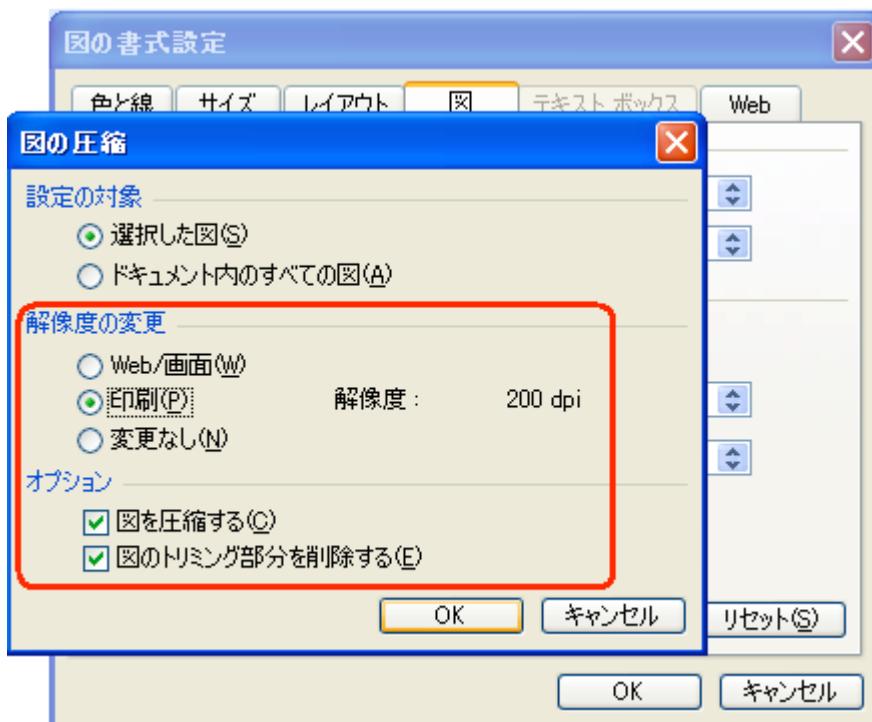 図の書式設定
色と線 サイズ レイアウト 図 テキスト ボックス Web
図の圧縮
設定の対象
選択した図(S)
ドキュメント内のすべての図(A)
解像度の変更
Web/画面(W)
印刷(P) 解像度： 200 dpi
変更なし(N)
オプション
図を圧縮する(C)
図のトリミング部分を削除する(E)
OK キャンセル
リセット(S)
OK キャンセル